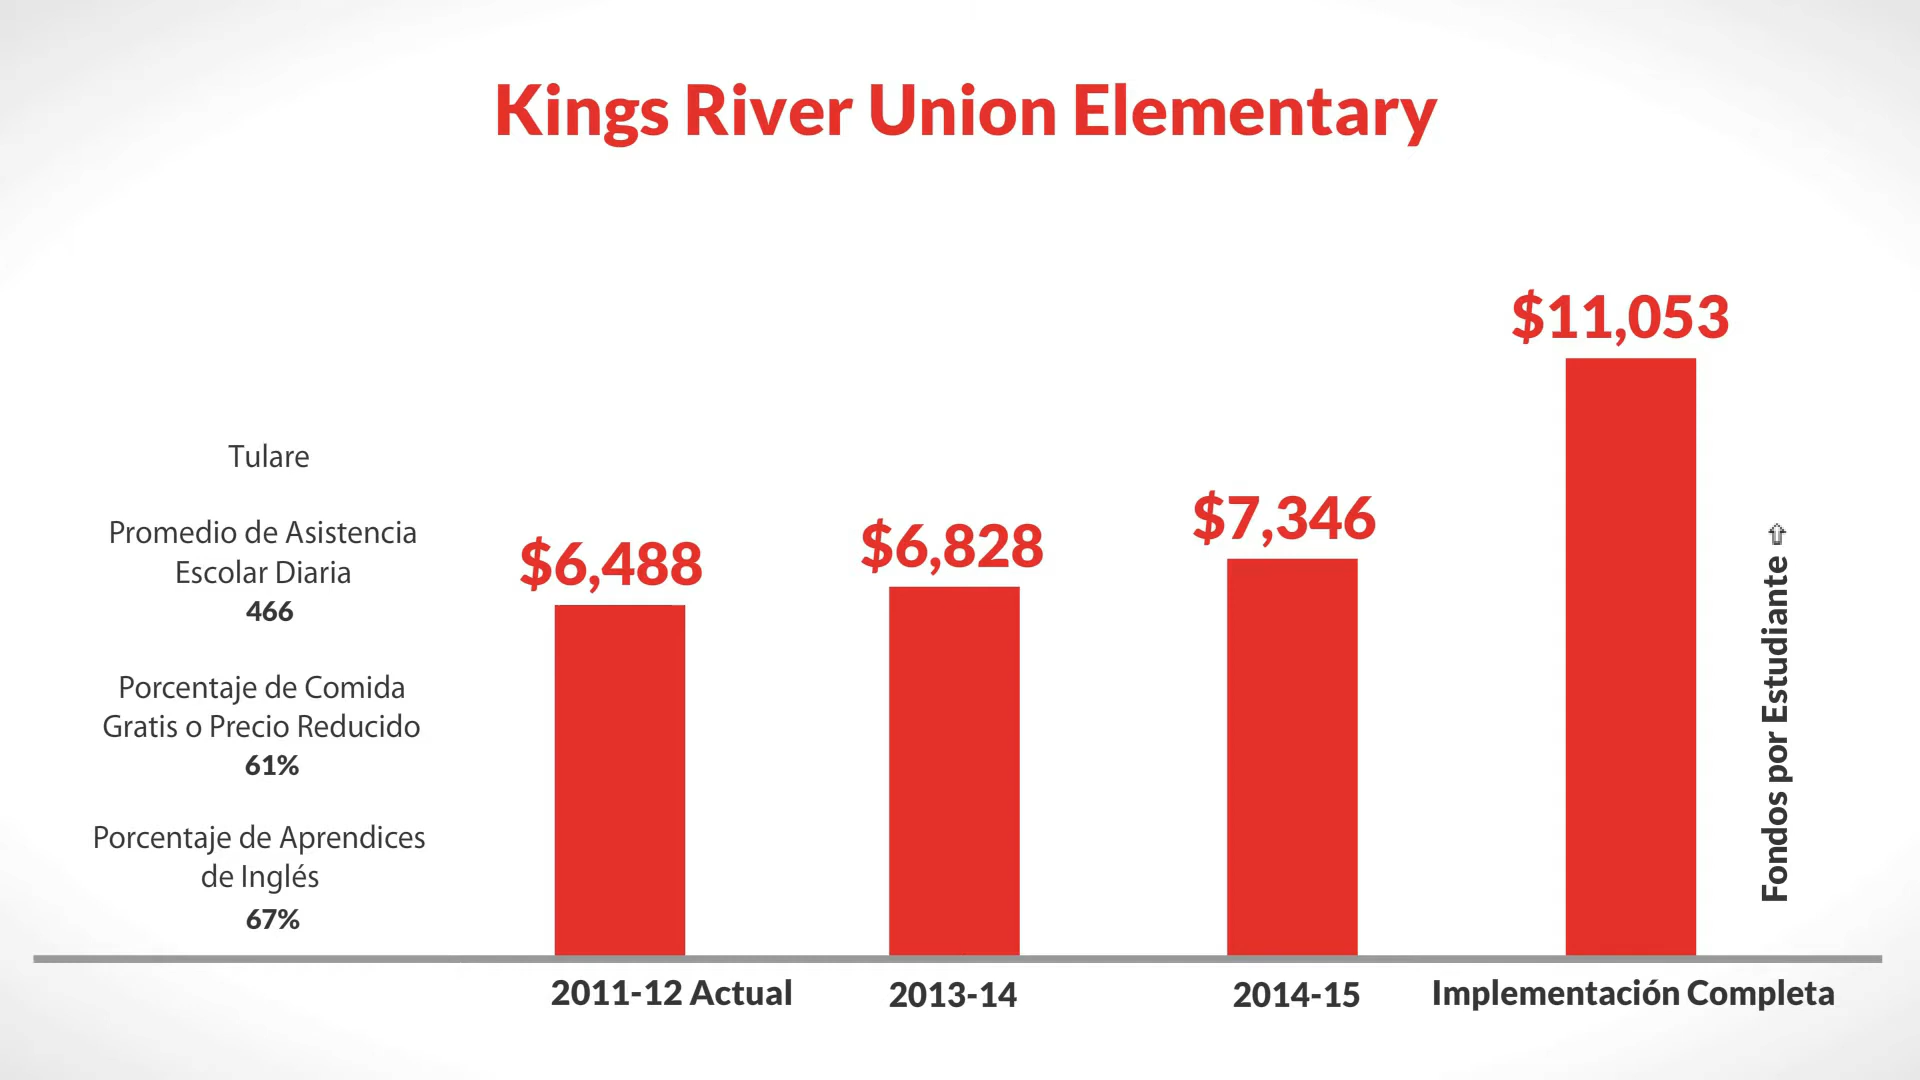 Kings River Union Elementary
Tulare
Promedio de Asistencia
Escolar Diaria
466
Porcentaje de Comida
Gratis o Precio Reducido
61%
Porcentaje de Aprendices
de Inglés
67%
$6,488
$6,828
$7,346
$11,053
Fondos por Estudiante ⇧
2011-12 Actual
2013-14
2014-15
Implementación Completa